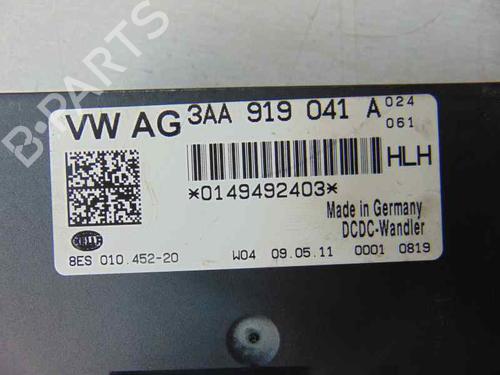 VW AG 3AA 919 041 A 024
061
*0149492403*
HLH
Made in Germany
DCDC-Wandler
HELLA
8ES 010.452-20 W04 09.05.11 0001 0819
B-PARTS